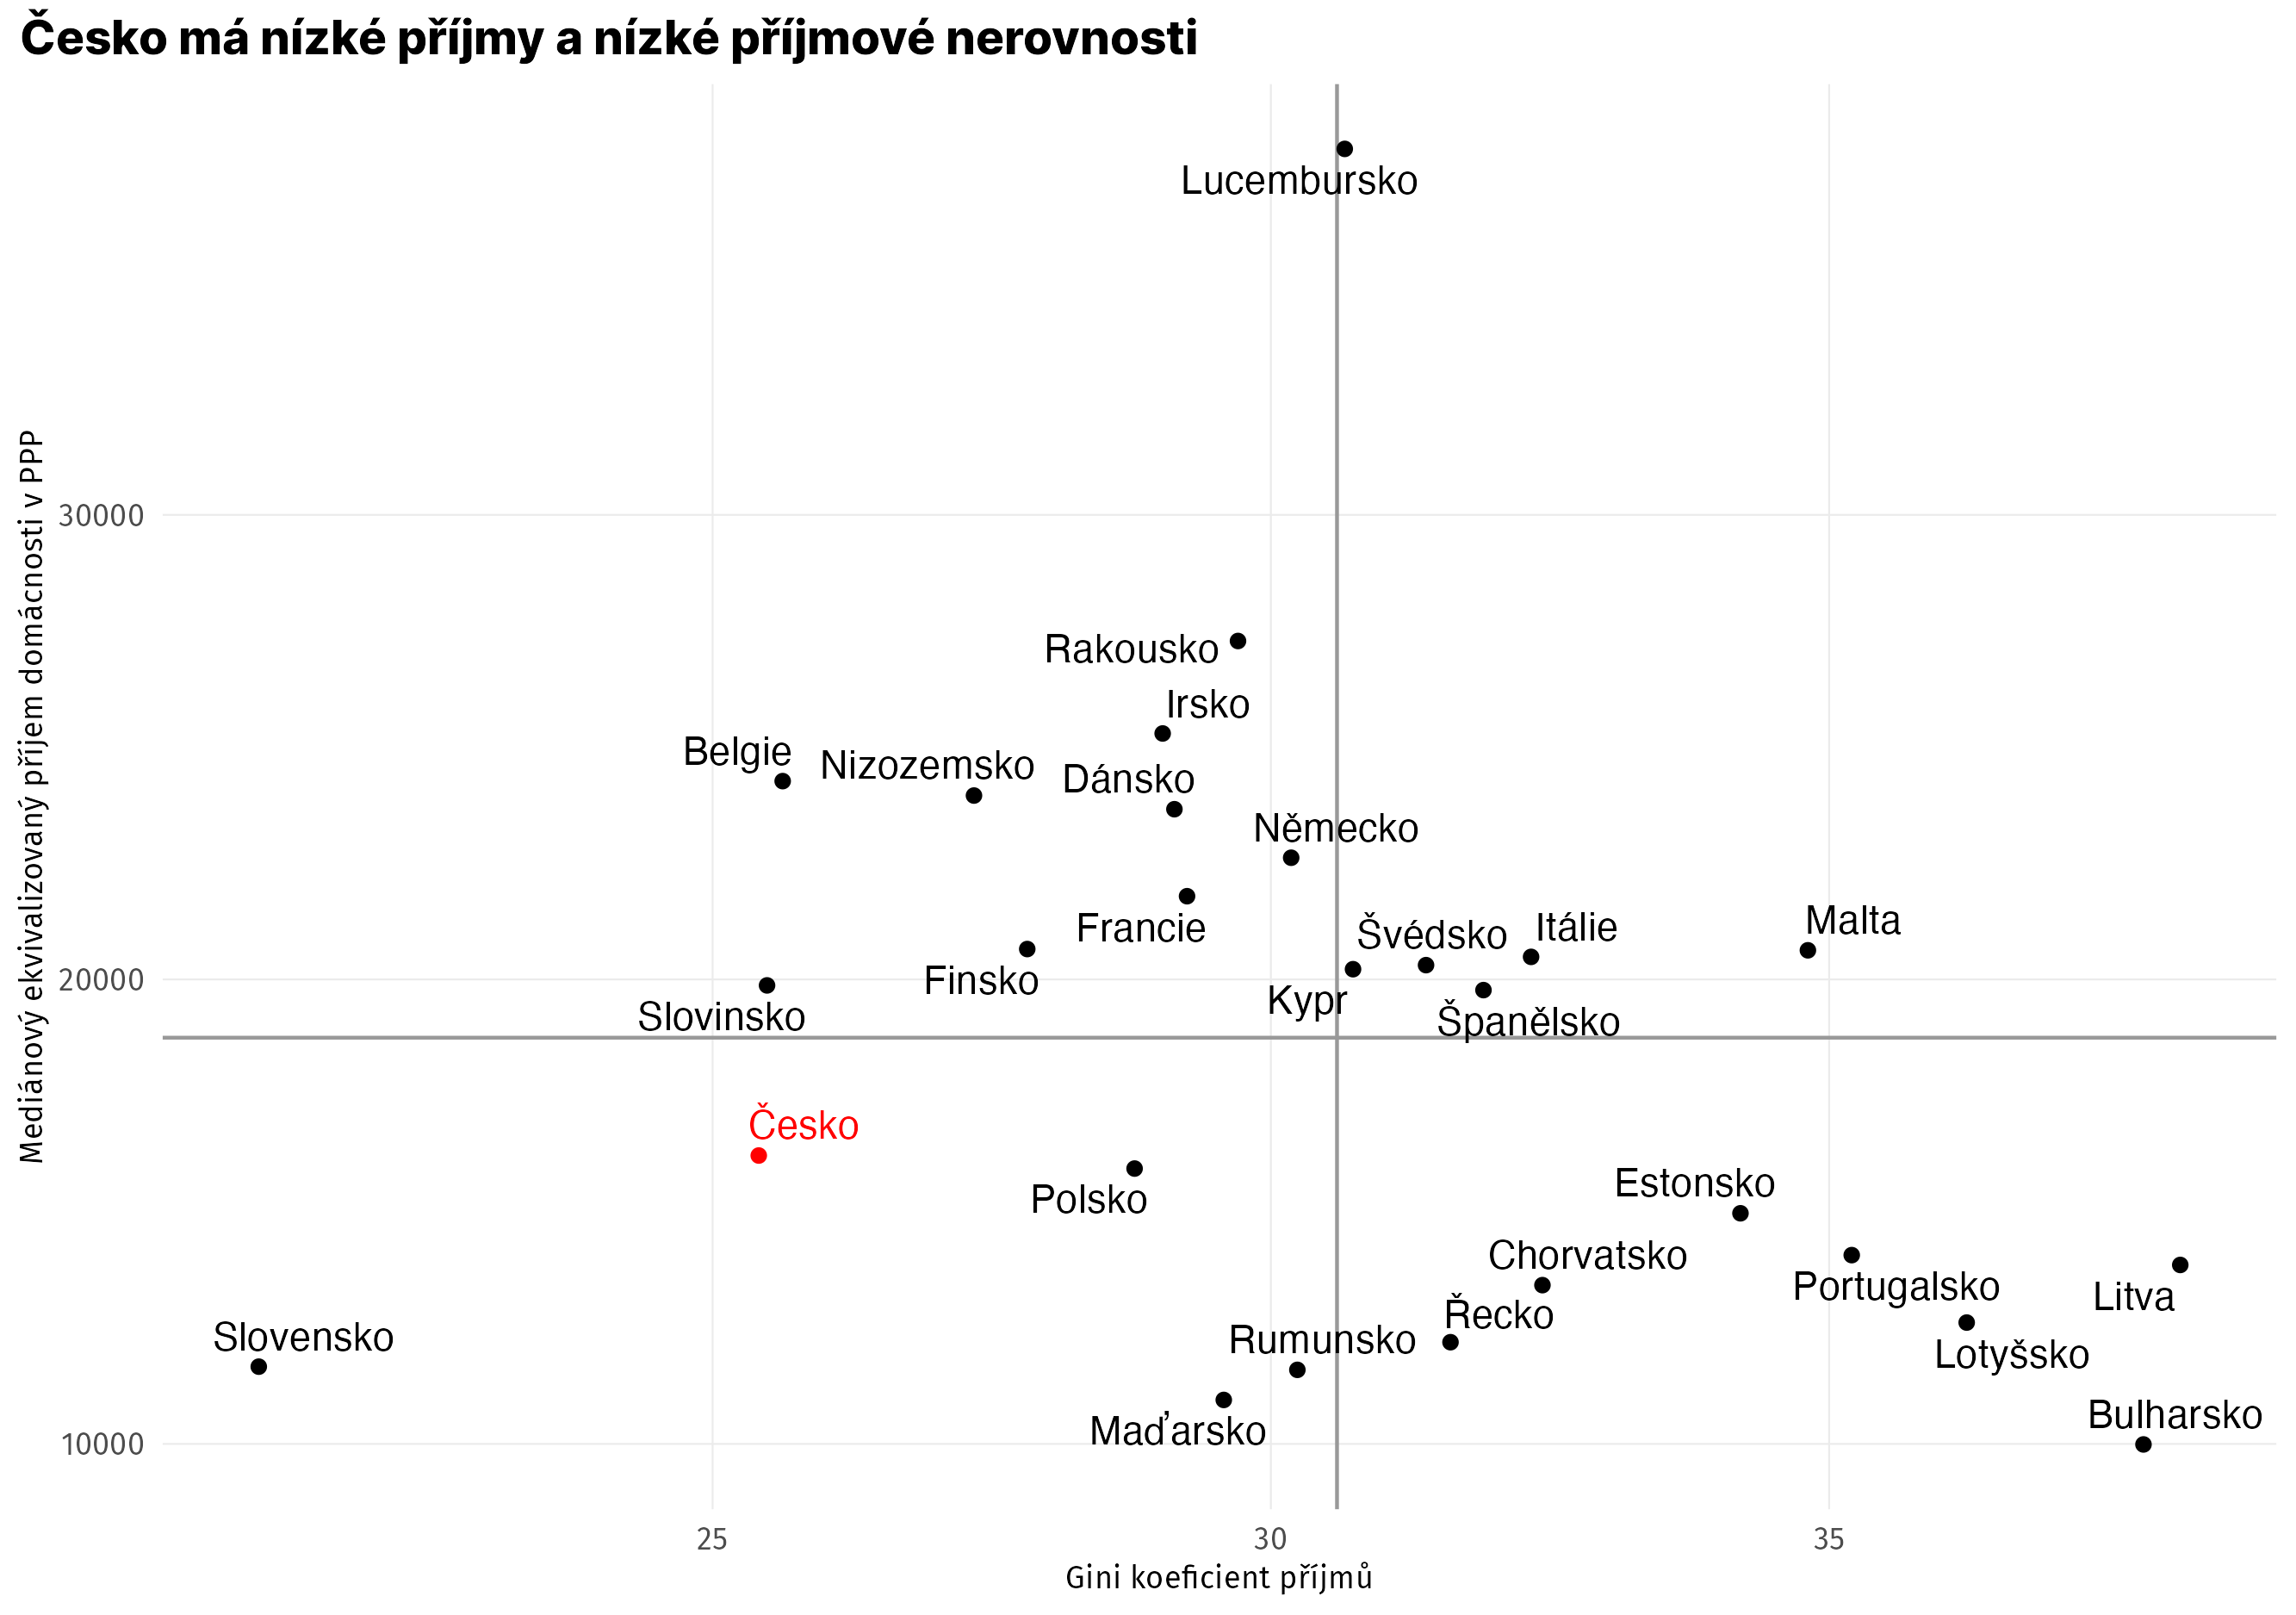 Česko má nízké příjmy a nízké příjmové nerovnosti
Mediánový ekvivalizovaný příjem domácnosti v PPP
30000
20000
10000
Lucembursko
Rakousko
Irsko
Belgie
Nizozemsko
Dánsko
Německo
Francie
Švédsko
Itálie
Malta
Finsko
Kypr
Slovinsko
Španělsko
Česko
Polsko
Estonsko
Chorvatsko
Portugalsko
Litva
Řecko
Slovensko
Rumunsko
Lotyšsko
Maďarsko
Bulharsko
25
30
35
Gini koeficient příjmů